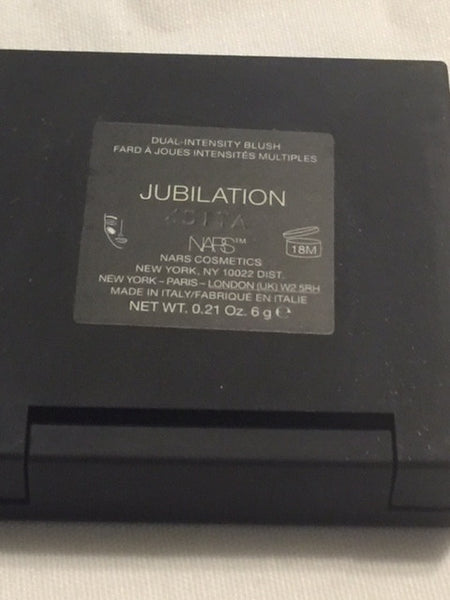 DUAL-INTENSITY BLUSH
FARD À JOUES INTENSITÉS MULTIPLES
JUBILATION
NARS™
18M
NARS COSMETICS
NEW YORK, NY 10022 DIST.
NEW YORK – PARIS – LONDON (UK) W2 5RH
MADE IN ITALY/FABRIQUÉ EN ITALIE
NET WT. 0.21 Oz. 6 g ℮